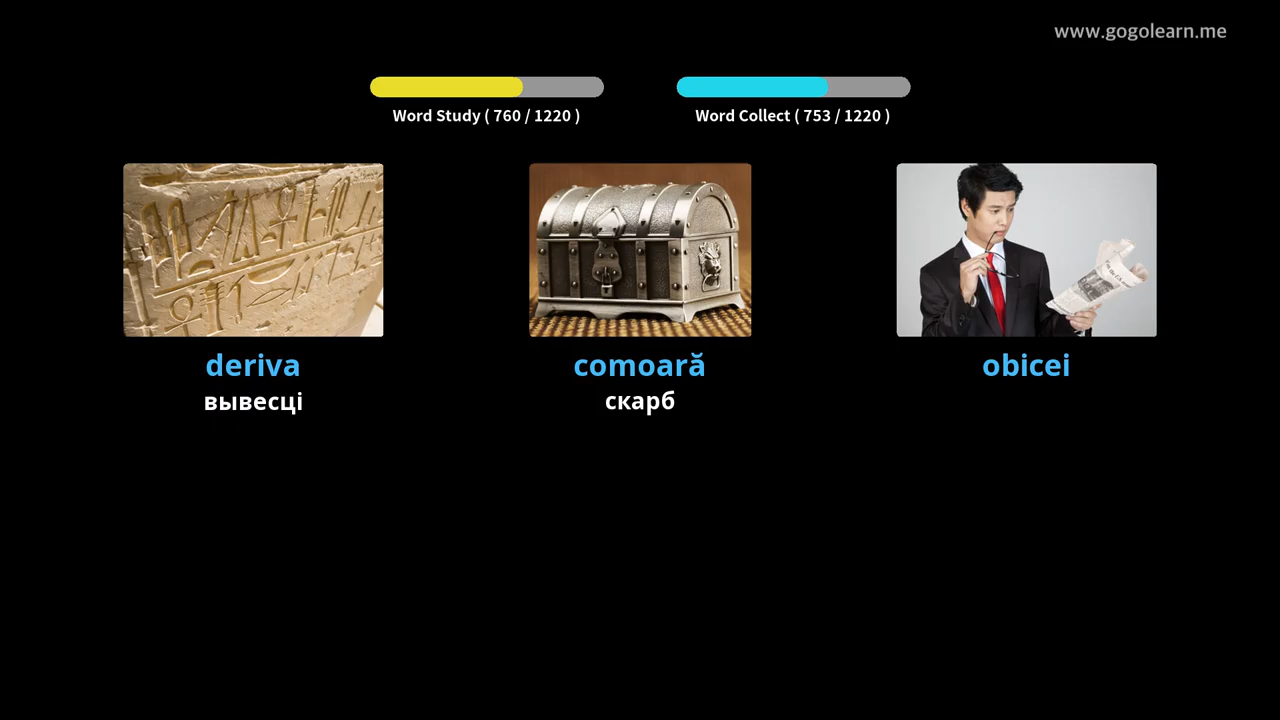 www.gogolearn.me
Word Study ( 760 / 1220 )
Word Collect ( 753 / 1220 )
deriva
вывесці
comoară
скарб
obicei